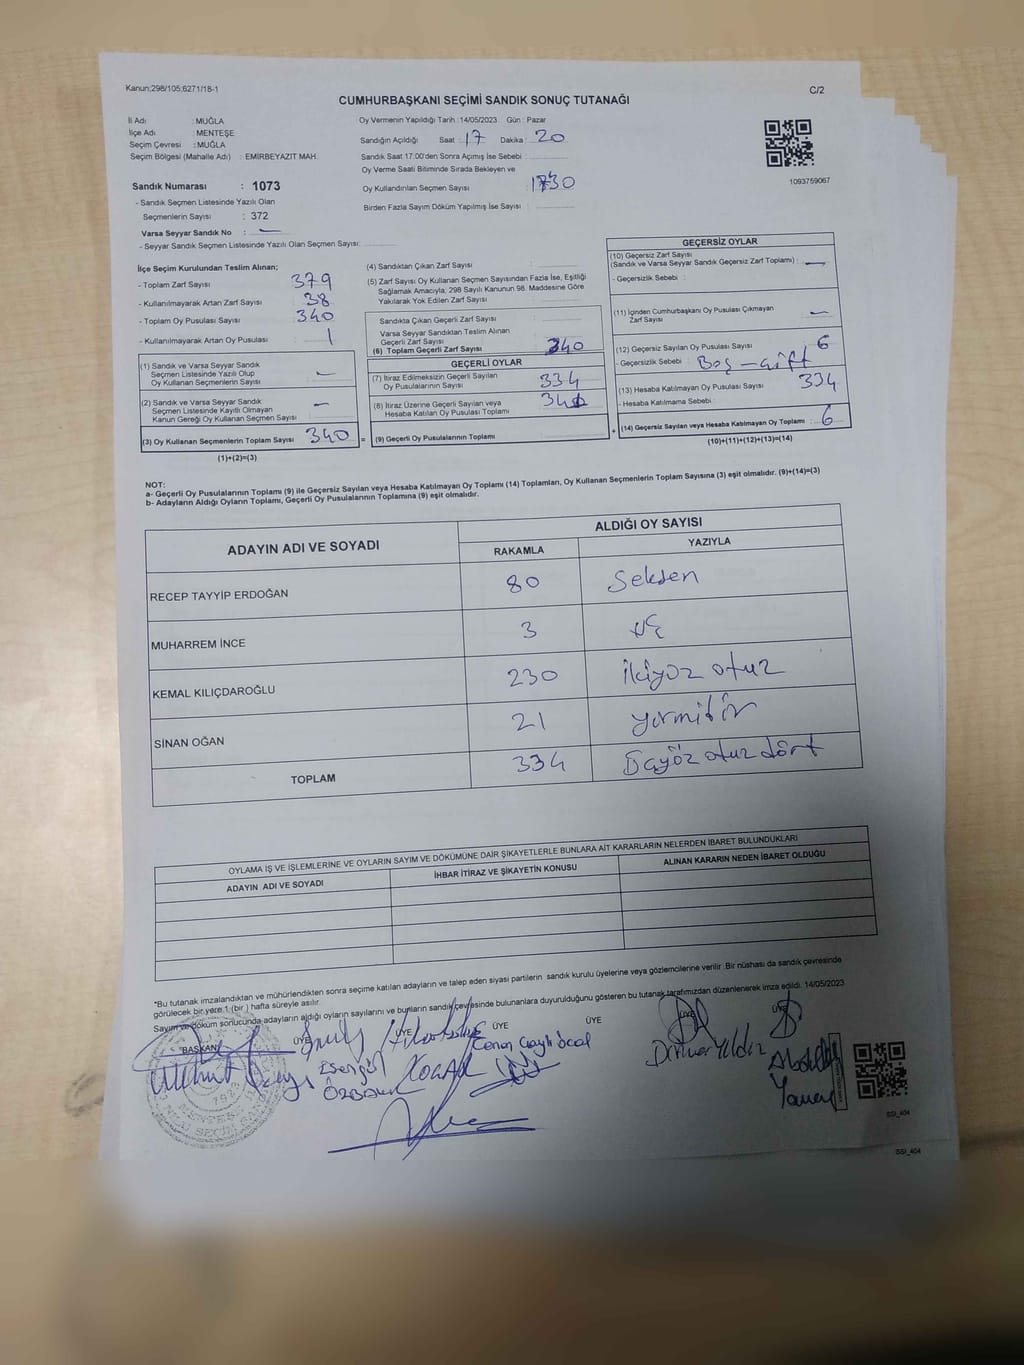 Kanun;298/105;6271/18-1
C/2
CUMHURBAŞKANI SEÇİMİ SANDIK SONUÇ TUTANAĞI
İl Adı : MUĞLA
İlçe Adı : MENTEŞE
Seçim Çevresi : MUĞLA
Seçim Bölgesi (Mahalle Adı) : EMİRBEYAZIT MAH.
Sandık Numarası : 1073
- Sandık Seçmen Listesinde Yazılı Olan
Seçmenlerin Sayısı : 372
Varsa Seyyar Sandık No : —
- Seyyar Sandık Seçmen Listesinde Yazılı Olan Seçmen Sayısı:
Oy Vermenin Yapıldığı Tarih :14/05/2023 Gün : Pazar
Sandığın Açıldığı Saat : 17 Dakika : 20
Sandık Saat 17:00'den Sonra Açımış İse Sebebi :
Oy Verme Saati Bitiminde Sırada Bekleyen ve
Oy Kullandırılan Seçmen Sayısı :
Birden Fazla Sayım Döküm Yapılmış İse Sayısı :
1093759067
İlçe Seçim Kurulundan Teslim Alınan;
- Toplam Zarf Sayısı : 379
- Kullanılmayarak Artan Zarf Sayısı : 38
- Toplam Oy Pusulası Sayısı : 340
- Kullanılmayarak Artan Oy Pusulası : 1
(1) Sandık ve Varsa Seyyar Sandık
Seçmen Listesinde Yazılı Olup
Oy Kullanan Seçmenlerin Sayısı : —
(2) Sandık ve Varsa Seyyar Sandık
Seçmen Listesinde Kayıtlı Olmayan
Kanun Gereği Oy Kullanan Seçmen Sayısı : —
(3) Oy Kullanan Seçmenlerin Toplam Sayısı : 340
(1)+(2)=(3)
(4) Sandıktan Çıkan Zarf Sayısı :
(5) Zarf Sayısı Oy Kullanan Seçmen Sayısından Fazla İse, Eşitliği
Sağlamak Amacıyla; 298 Sayılı Kanunun 98. Maddesine Göre
Yakılarak Yok Edilen Zarf Sayısı :
Sandıkta Çıkan Geçerli Zarf Sayısı :
Varsa Seyyar Sandıktan Teslim Alınan
Geçerli Zarf Sayısı :
(6) Toplam Geçerli Zarf Sayısı : 340
GEÇERLİ OYLAR
(7) İtiraz Edilmeksizin Geçerli Sayılan
Oy Pusulalarının Sayısı : 334
(8) İtiraz Üzerine Geçerli Sayılan veya
Hesaba Katılan Oy Pusulası Toplamı :
= (9) Geçerli Oy Pusulalarının Toplamı :
GEÇERSİZ OYLAR
(10) Geçersiz Zarf Sayısı
(Sandık ve Varsa Seyyar Sandık Geçersiz Zarf Toplamı) : —
- Geçersizlik Sebebi :
(11) İçinden Cumhurbaşkanı Oy Pusulası Çıkmayan
Zarf Sayısı : —
(12) Geçersiz Sayılan Oy Pusulası Sayısı : 6
- Geçersizlik Sebebi : Boş - çift
(13) Hesaba Katılmayan Oy Pusulası Sayısı : 334
- Hesaba Katılmama Sebebi :
+ (14) Geçersiz Sayılan veya Hesaba Katılmayan Oy Toplamı : 6
(10)+(11)+(12)+(13)=(14)
NOT:
a- Geçerli Oy Pusulalarının Toplamı (9) ile Geçersiz Sayılan veya Hesaba Katılmayan Oy Toplamı (14) Toplamları, Oy Kullanan Seçmenlerin Toplam Sayısına (3) eşit olmalıdır. (9)+(14)=(3)
b- Adayların Aldığı Oyların Toplamı, Geçerli Oy Pusulalarının Toplamına (9) eşit olmalıdır.
ADAYIN ADI VE SOYADI
ALDIĞI OY SAYISI
RAKAMLA YAZIYLA
RECEP TAYYİP ERDOĞAN 80 Seksen
MUHARREM İNCE 3 üç
KEMAL KILIÇDAROĞLU 230 ikiyüz otuz
SİNAN OĞAN 21 yirmibir
TOPLAM 334 üçyüz otuz dört
OYLAMA İŞ VE İŞLEMLERİNE VE OYLARIN SAYIM VE DÖKÜMÜNE DAİR ŞİKAYETLERLE BUNLARA AİT KARARLARIN NELERDEN İBARET BULUNDUKLARI
ADAYIN ADI VE SOYADI İHBAR İTİRAZ VE ŞİKAYETİN KONUSU ALINAN KARARIN NEDEN İBARET OLDUĞU
*Bu tutanak imzalandıktan ve mühürlendikten sonra seçime katılan adayların ve talep eden siyasi partilerin sandık kurulu üyelerine veya gözlemcilerine verilir .Bir nüshası da sandık çevresinde
görülecek bir yere 1 (bir ) hafta süreyle asılır.
Sayım ve döküm sonucunda adayların aldığı oyların sayılarını ve bunların sandık çevresinde bulunanlara duyurulduğunu gösteren bu tutanak tarafımızdan düzenlenerek imza edildi. 14/05/2023
BAŞKAN ÜYE ÜYE ÜYE ÜYE ÜYE ÜYE
SSI_404
SSI_404